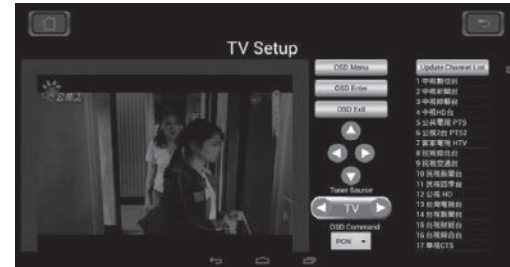 TV Setup
OSD Menu
OSD Enter
OSD Exit
Tuner Source
TV
OSD Command
PON
Update Channel List
1 中視數位台
2 中視新聞台
3 中視綜藝台
4 中視HD台
5 公共電視 PTS
6 公視2台 PTS2
7 客家電視 HTV
8 民視綜合台
9 民視交通台
10 民視新聞台
11 民視四季台
12 公視 HD
13 台灣電視台
14 台視新聞台
15 台視財經台
16 台視綜合台
17 華視CTS